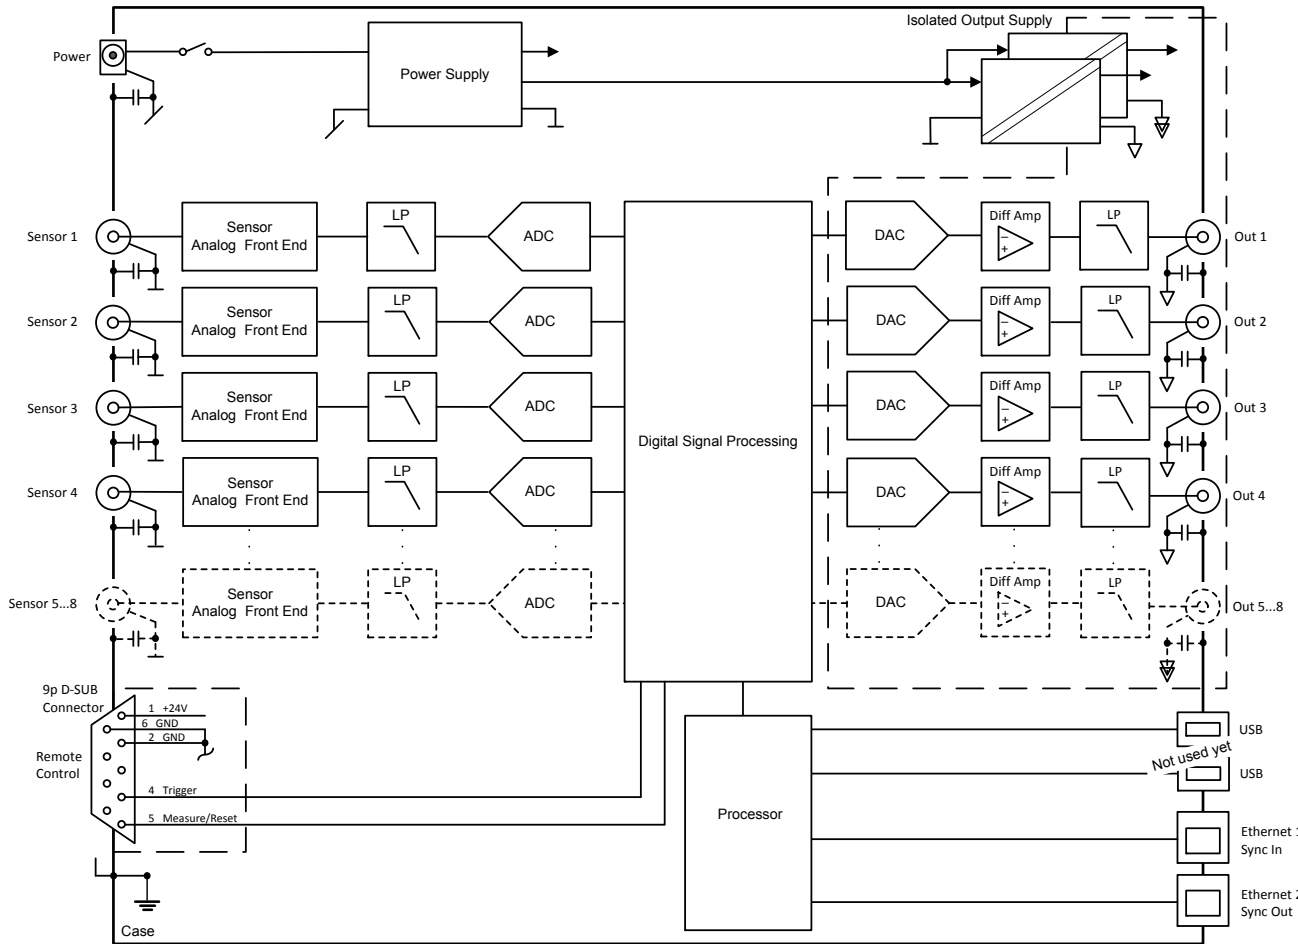 Isolated Output Supply
Power
Power Supply
Sensor 1
Sensor
Analog Front End
LP
ADC
DAC
Diff Amp
LP
Out 1
Sensor 2
Sensor
Analog Front End
LP
ADC
DAC
Diff Amp
LP
Out 2
Sensor 3
Sensor
Analog Front End
LP
ADC
DAC
Diff Amp
LP
Out 3
Digital Signal Processing
Sensor 4
Sensor
Analog Front End
LP
ADC
DAC
Diff Amp
LP
Out 4
Sensor 5...8
Sensor
Analog Front End
LP
ADC
DAC
Diff Amp
LP
Out 5...8
9p D-SUB
Connector
1 +24V
6 GND
2 GND
Remote
Control
4 Trigger
5 Measure/Reset
Case
Processor
USB
Not used yet
USB
Ethernet 1
Sync In
Ethernet 2
Sync Out